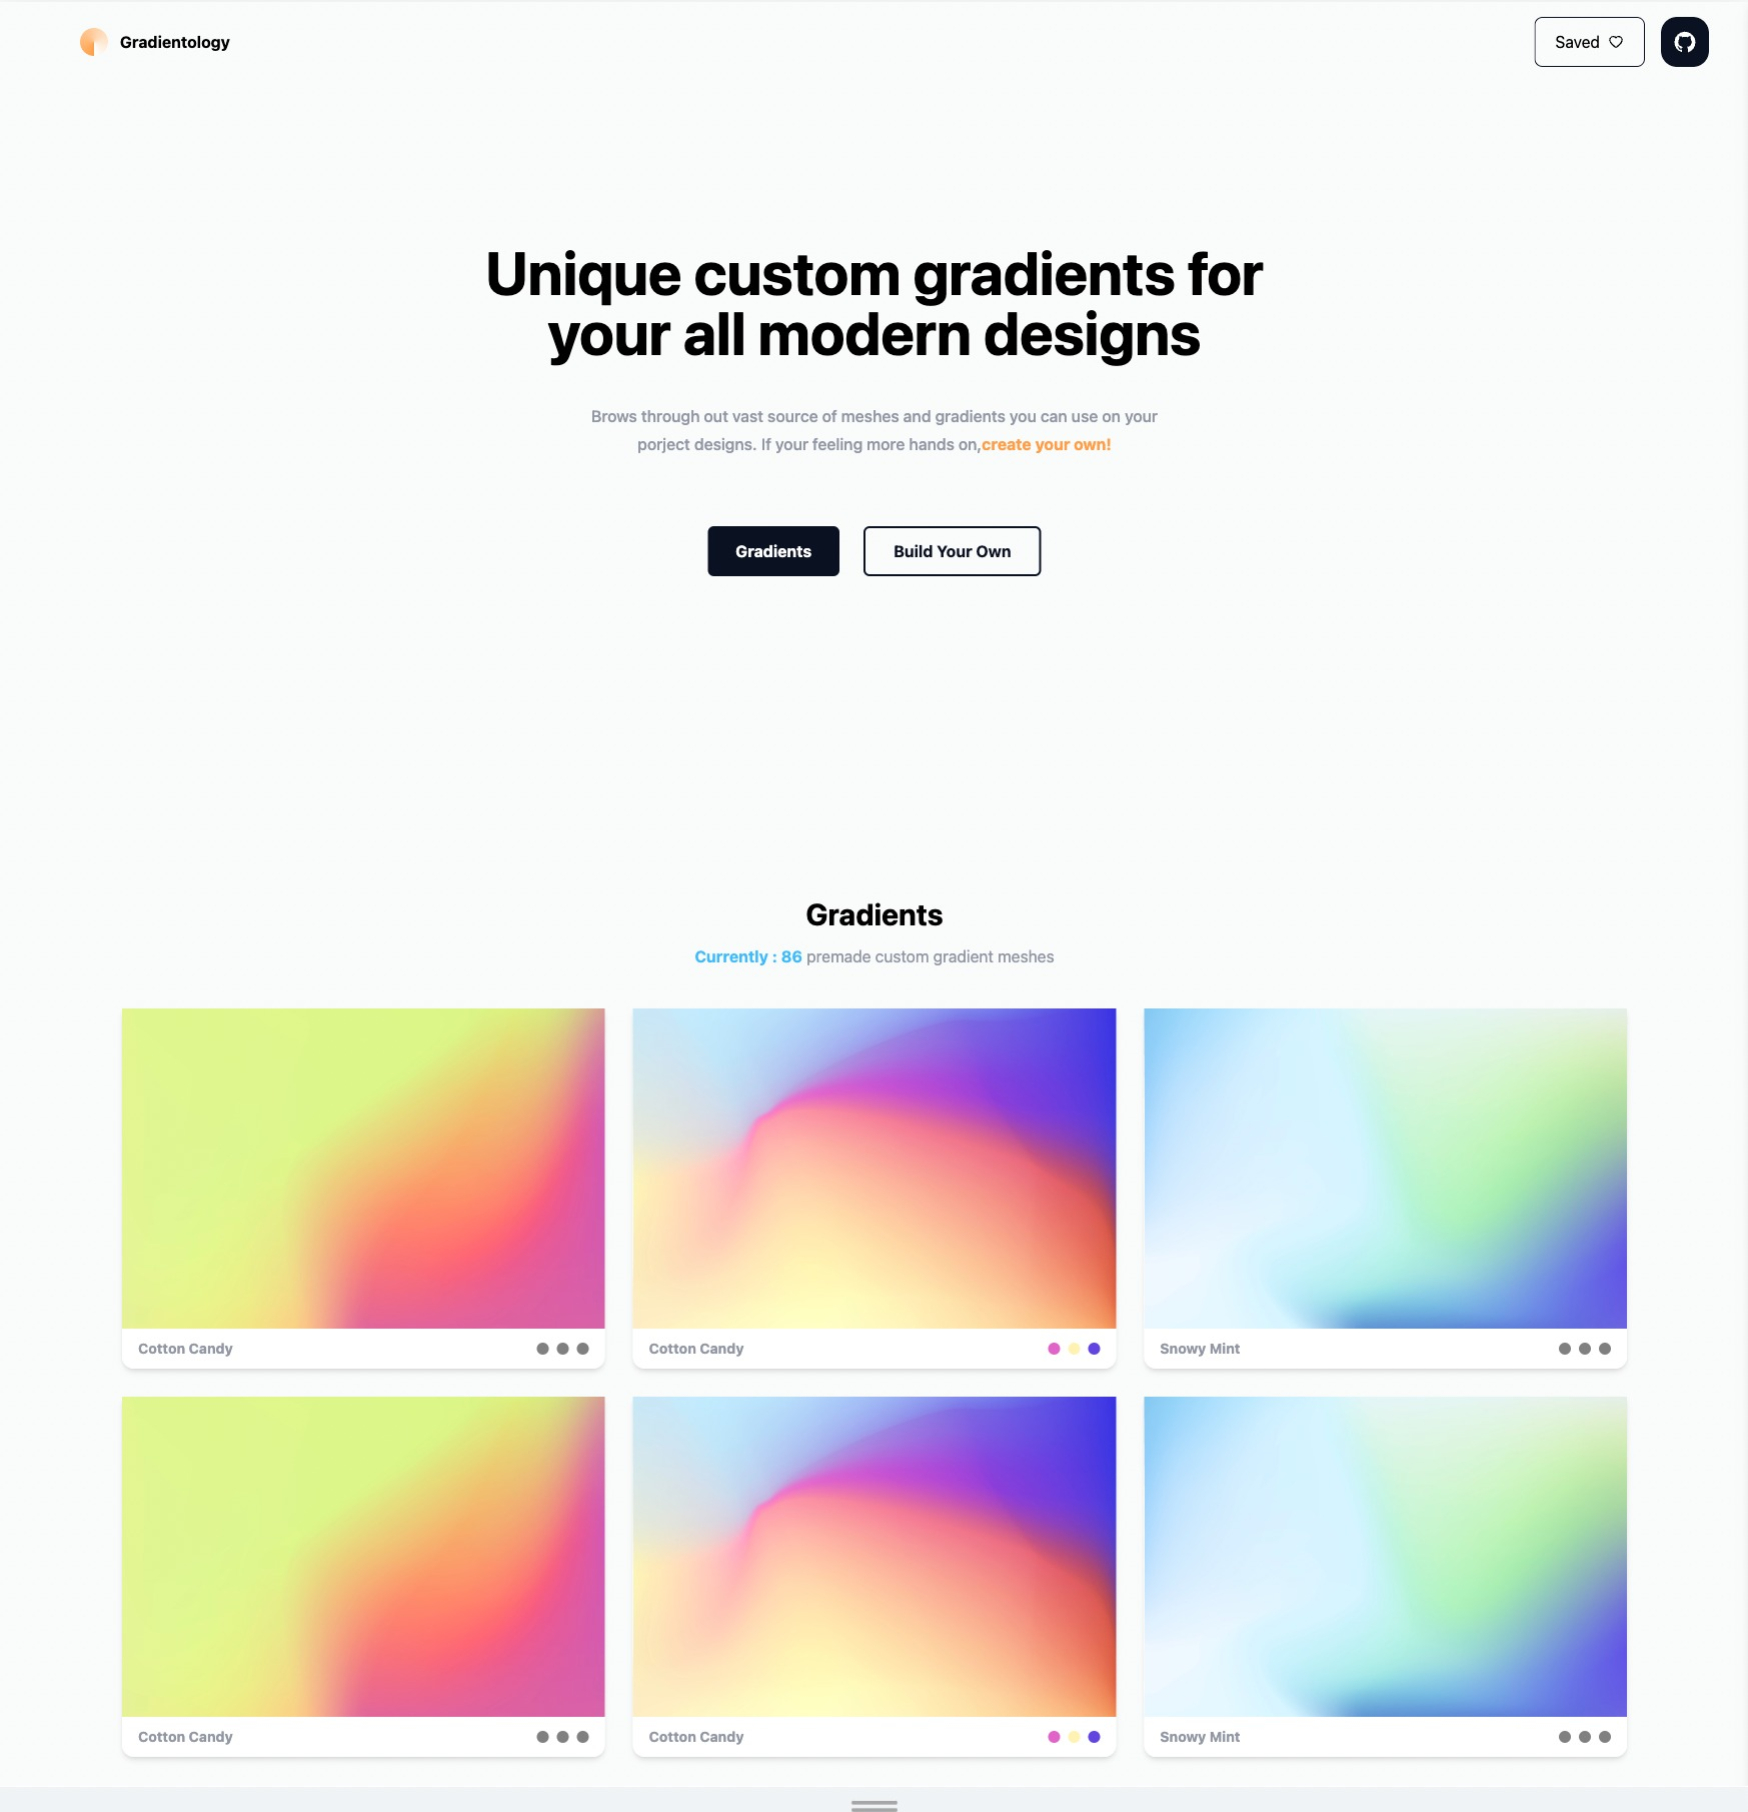 Gradientology
Saved
Unique custom gradients for
your all modern designs
Brows through out vast source of meshes and gradients you can use on your
porject designs. If your feeling more hands on,create your own!
Gradients
Build Your Own
Gradients
Currently : 86 premade custom gradient meshes
Cotton Candy
Cotton Candy
Snowy Mint
Cotton Candy
Cotton Candy
Snowy Mint